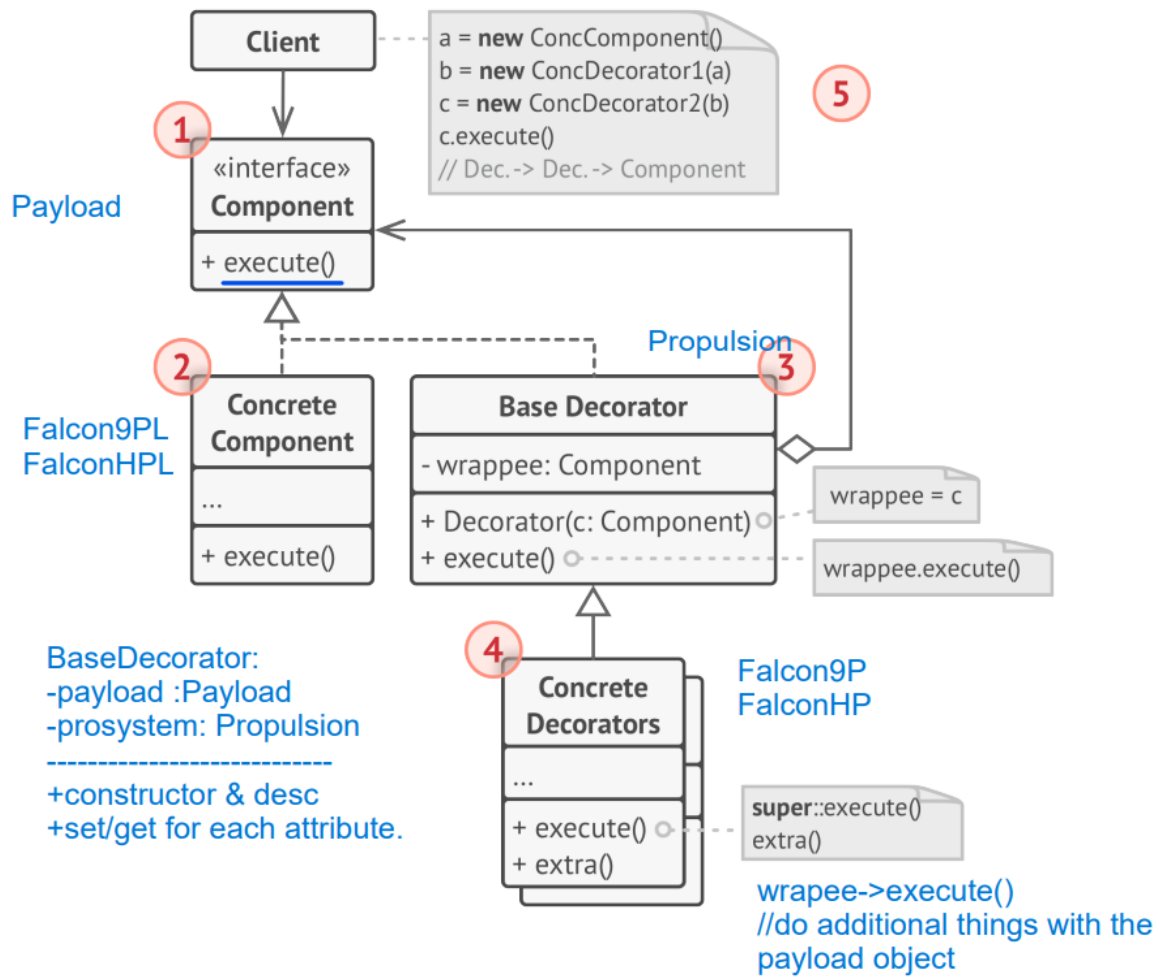 Client
a = new ConcComponent()
b = new ConcDecorator1(a)
c = new ConcDecorator2(b)
c.execute()
// Dec. -> Dec. -> Component
5
1
«interface»
Component
+ execute()
Payload
Propulsion
2
Concrete
Component
...
+ execute()
Falcon9PL
FalconHPL
3
Base Decorator
- wrappee: Component
+ Decorator(c: Component)
+ execute()
wrappee = c
wrappee.execute()
BaseDecorator:
-payload :Payload
-prosystem: Propulsion
----------------------------
+constructor & desc
+set/get for each attribute.
4
Concrete
Decorators
...
+ execute()
+ extra()
Falcon9P
FalconHP
super::execute()
extra()
wrapee->execute()
//do additional things with the
payload object